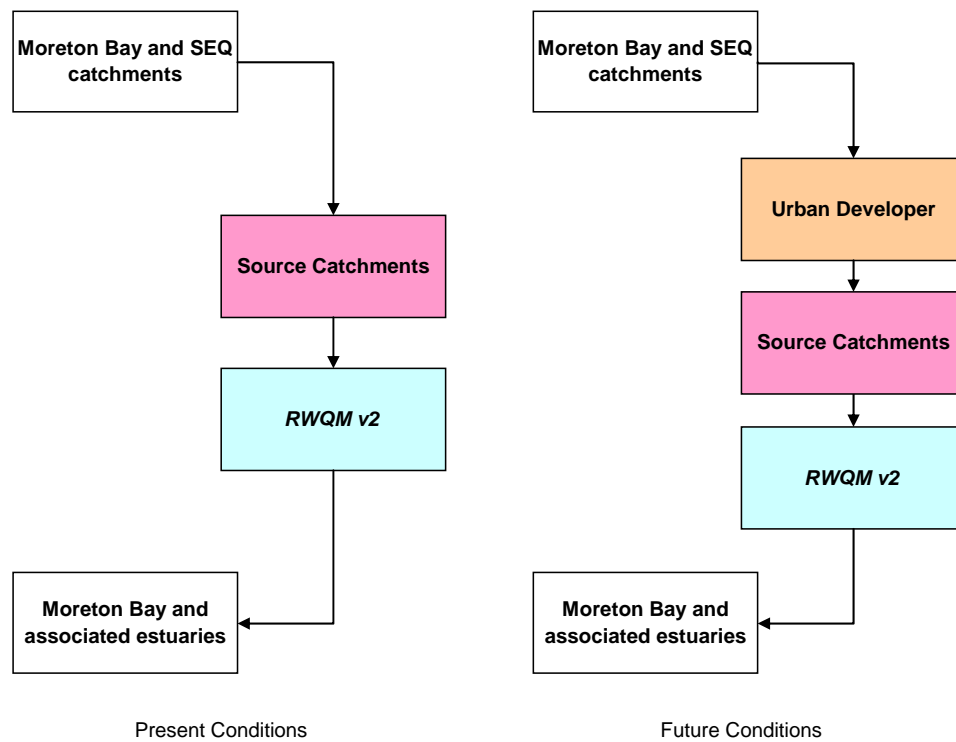 Moreton Bay and SEQ
catchments
Source Catchments
RWQM v2
Moreton Bay and
associated estuaries
Present Conditions
Moreton Bay and SEQ
catchments
Urban Developer
Source Catchments
RWQM v2
Moreton Bay and
associated estuaries
Future Conditions